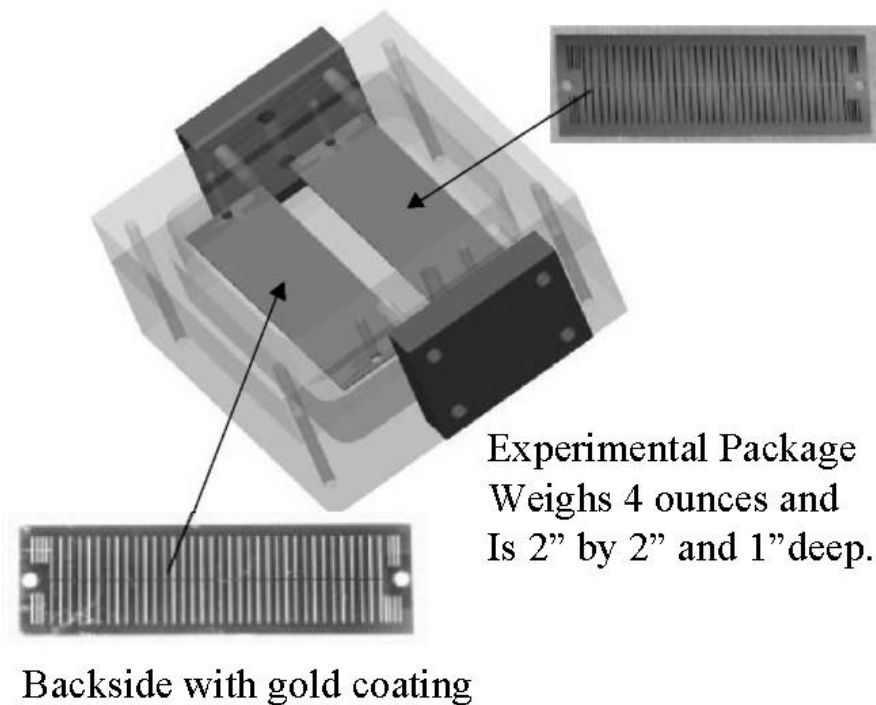 Experimental Package
Weighs 4 ounces and
Is 2” by 2” and 1”deep.
Backside with gold coating